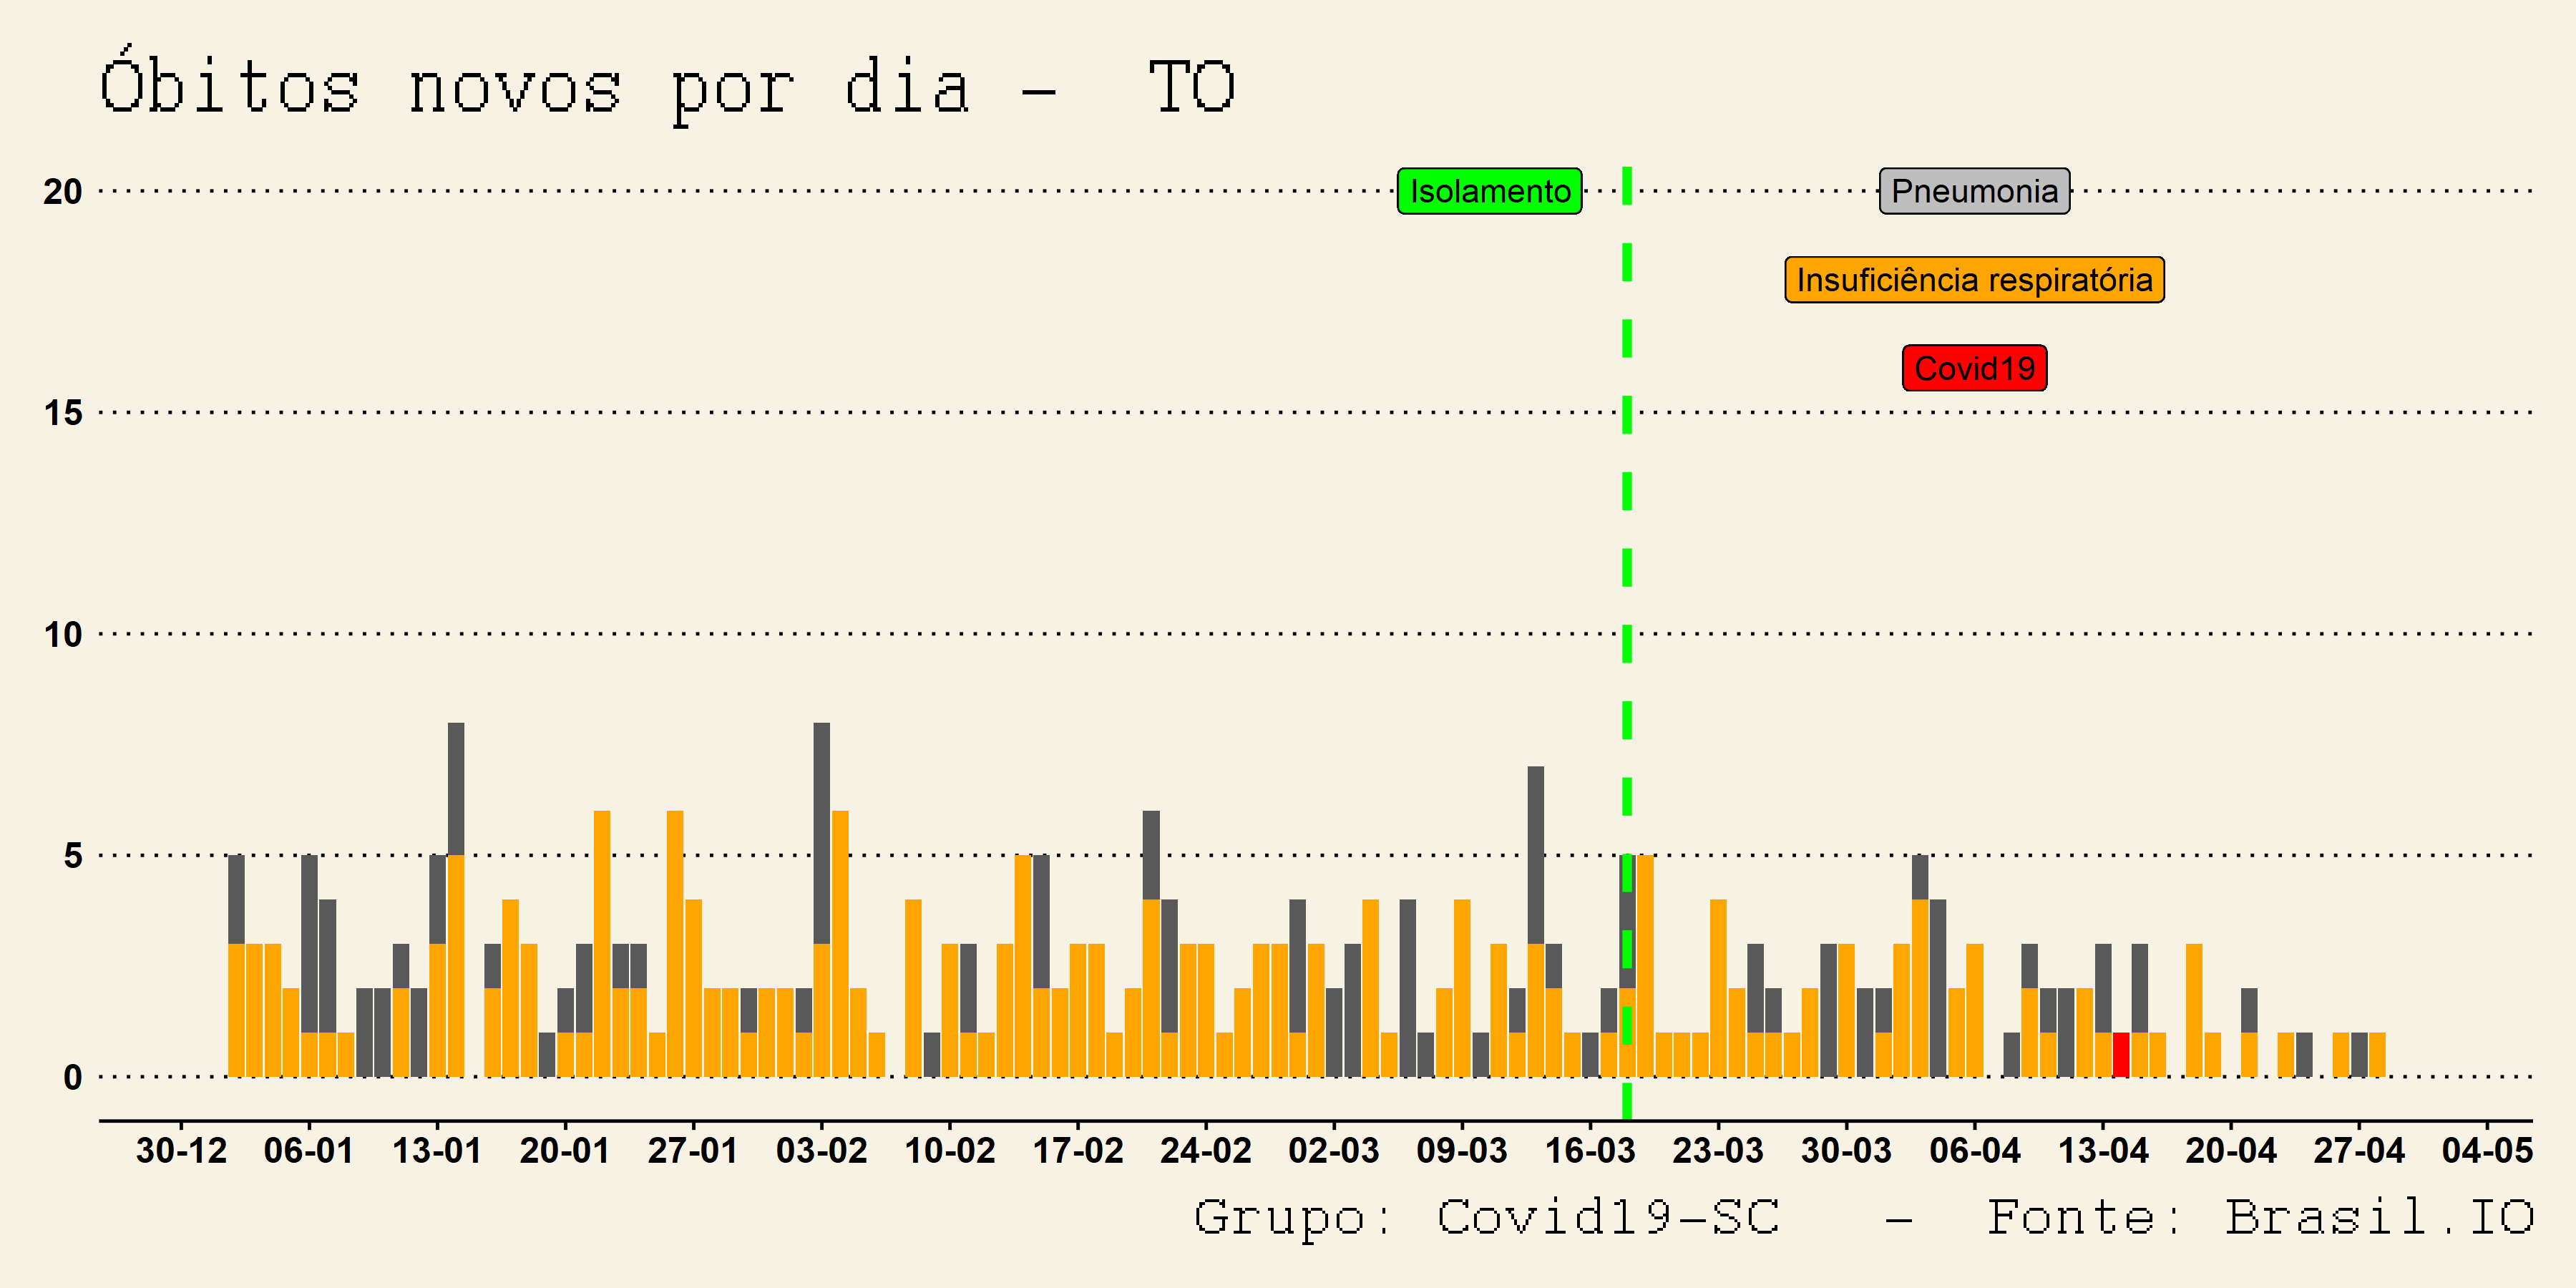 Óbitos novos por dia - TO
20
Isolamento
Pneumonia
Insuficiência respiratória
Covid19
15
10
5
0
30-12 06-01 13-01 20-01 27-01 03-02 10-02 17-02 24-02 02-03 09-03 16-03 23-03 30-03 06-04 13-04 20-04 27-04 04-05
Grupo: Covid19-SC - Fonte: Brasil.IO